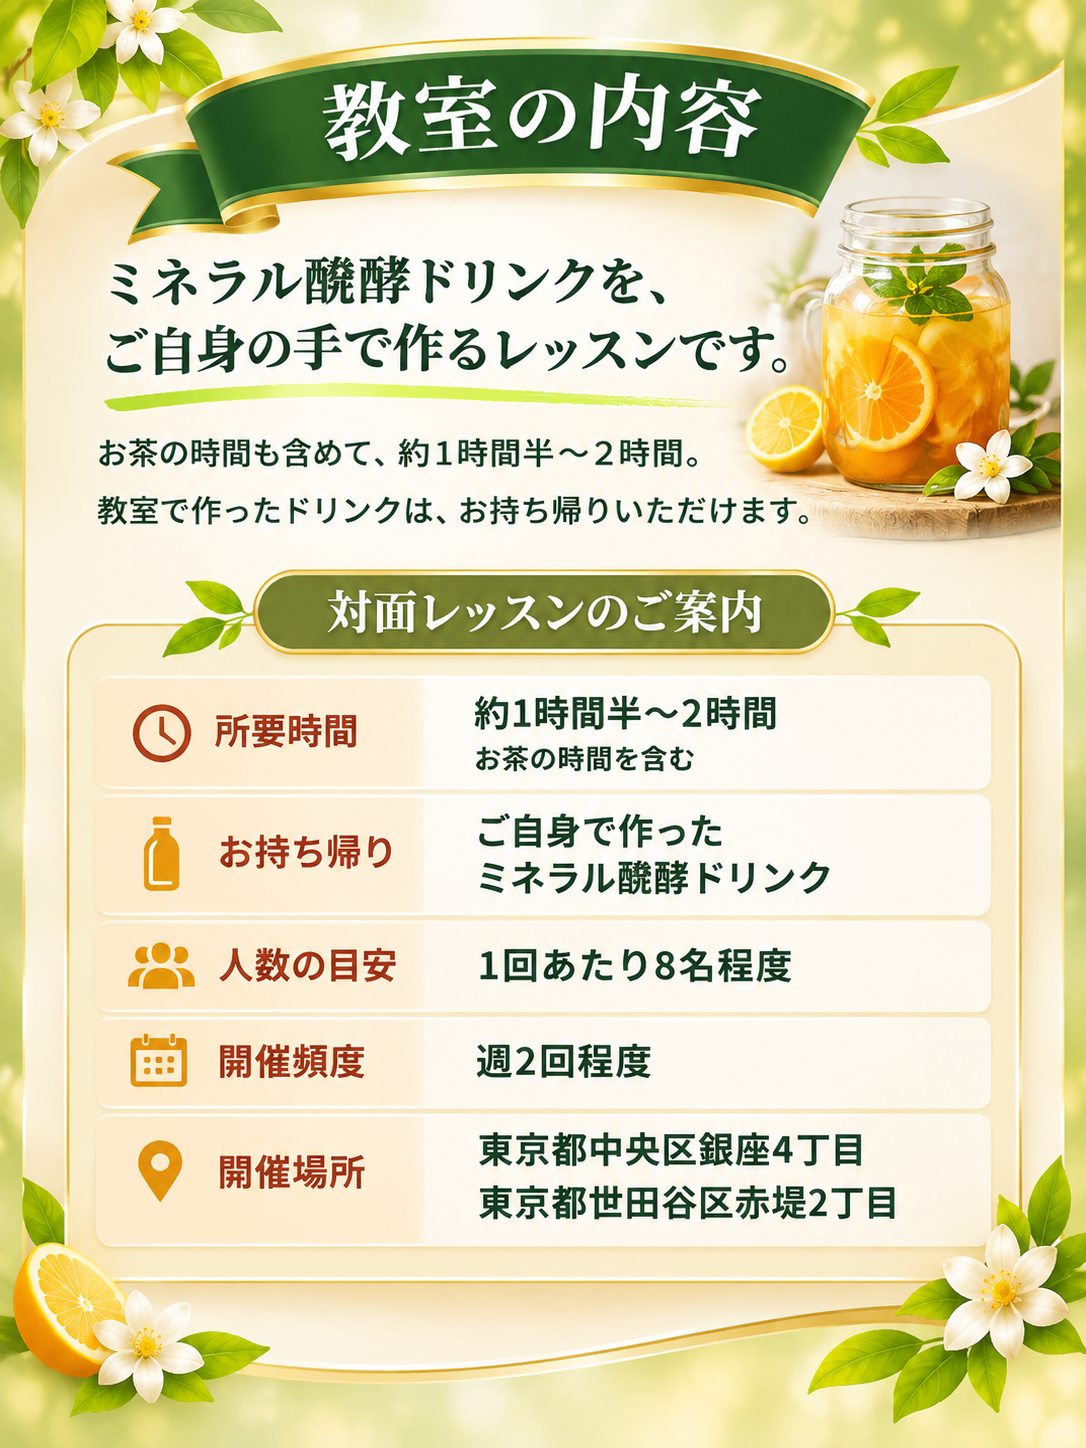 教室の内容
ミネラル醗酵ドリンクを、
ご自身の手で作るレッスンです。
お茶の時間も含めて、約1時間半～2時間。
教室で作ったドリンクは、お持ち帰りいただけます。
対面レッスンのご案内
所要時間
約1時間半～2時間
お茶の時間を含む
お持ち帰り
ご自身で作った
ミネラル醗酵ドリンク
人数の目安
1回あたり8名程度
開催頻度
週2回程度
開催場所
東京都中央区銀座4丁目
東京都世田谷区赤堤2丁目